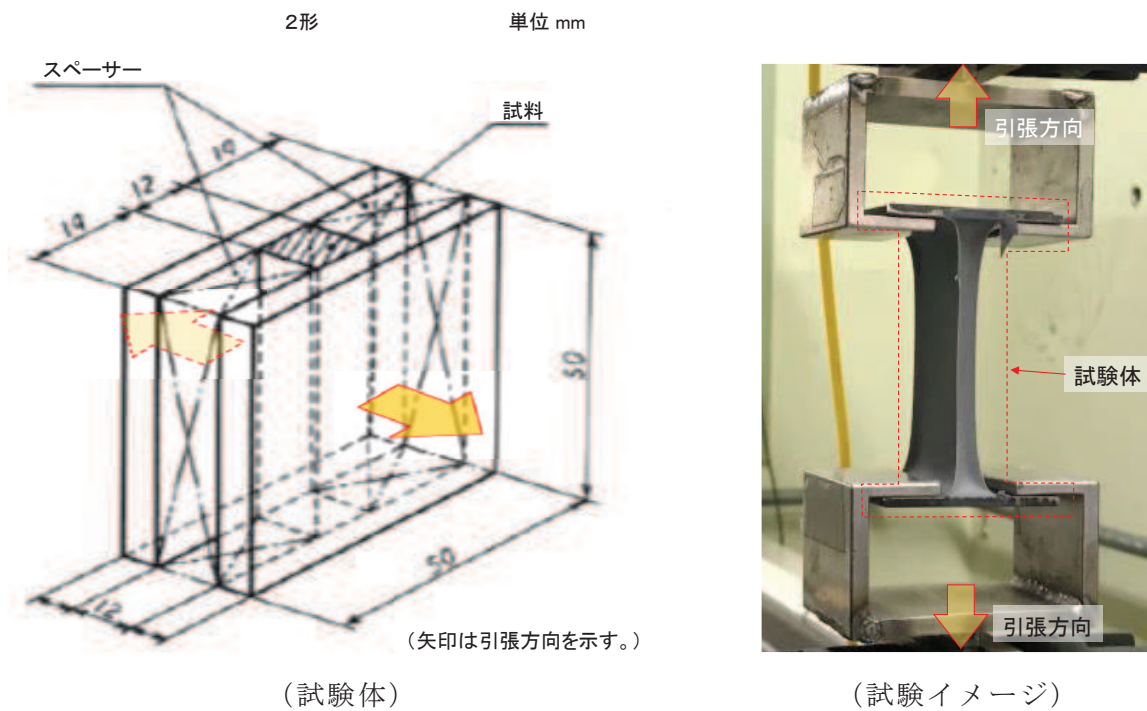 2形 単位 mm
スペーサー
試料
19
12
19
50
50
12
(矢印は引張方向を示す。)
(試験体)
引張方向
試験体
引張方向
(試験イメージ)